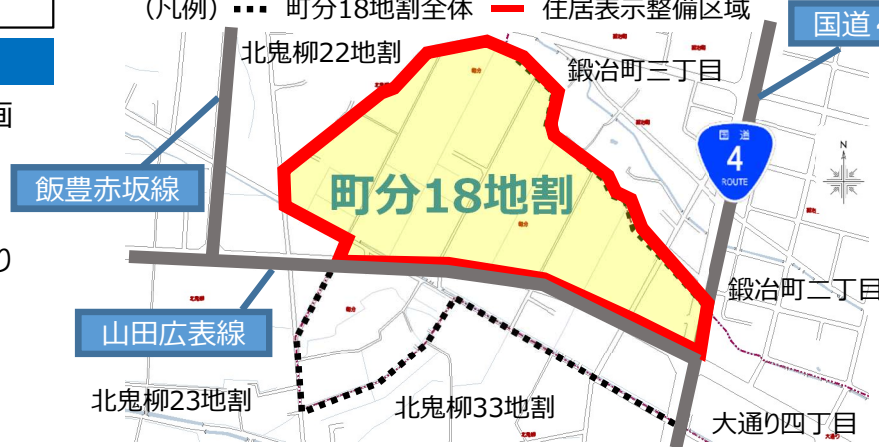 （凡例） 町分18地割全体 住居表示整備区域
国道
北鬼柳22地割
鍛冶町三丁目
画
国道
4
ROUTE
N
飯豊赤坂線
町分18地割
り
鍛冶町二丁目
山田広表線
北鬼柳23地割
北鬼柳33地割
大通り四丁目